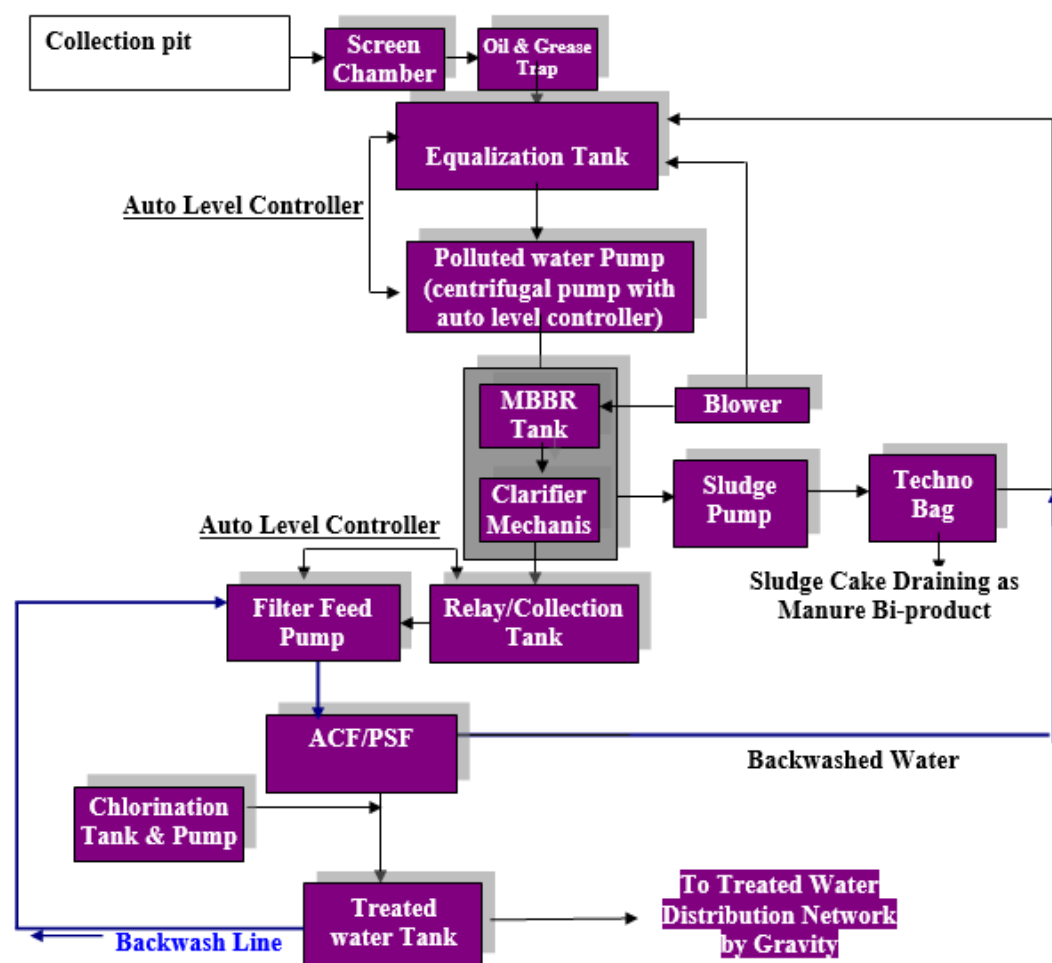 Collection pit
Screen
Chamber
Oil & Grease
Trap
Equalization Tank
Auto Level Controller
Polluted water Pump
(centrifugal pump with
auto level controller)
MBBR
Tank
Blower
Clarifier
Mechanis
Sludge
Pump
Techno
Bag
Auto Level Controller
Sludge Cake Draining as
Manure Bi-product
Filter Feed
Pump
Relay/Collection
Tank
ACF/PSF
Backwashed Water
Chlorination
Tank & Pump
Treated
water Tank
To Treated Water
Distribution Network
by Gravity
Backwash Line